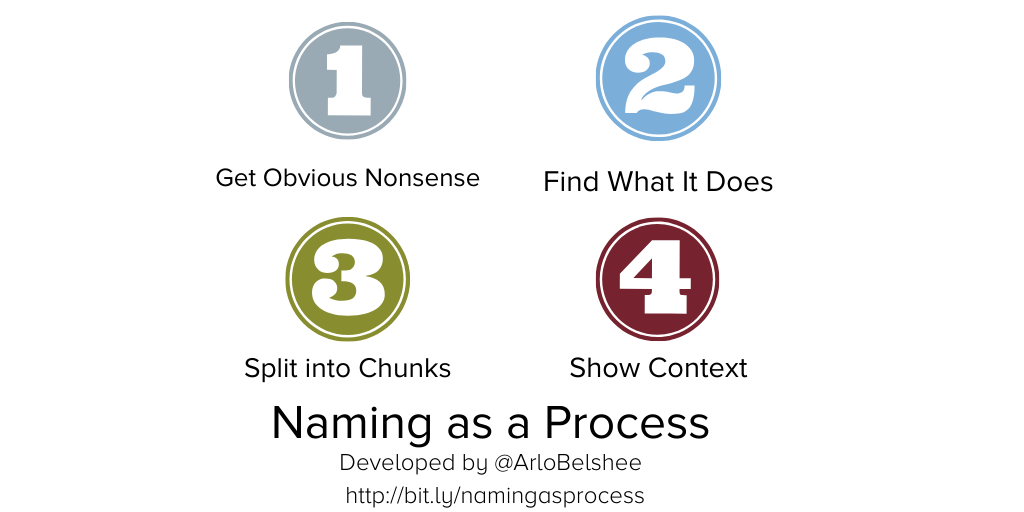 1
Get Obvious Nonsense
2
Find What It Does
3
Split into Chunks
4
Show Context
Naming as a Process
Developed by @ArloBelshee
http://bit.ly/namingasprocess